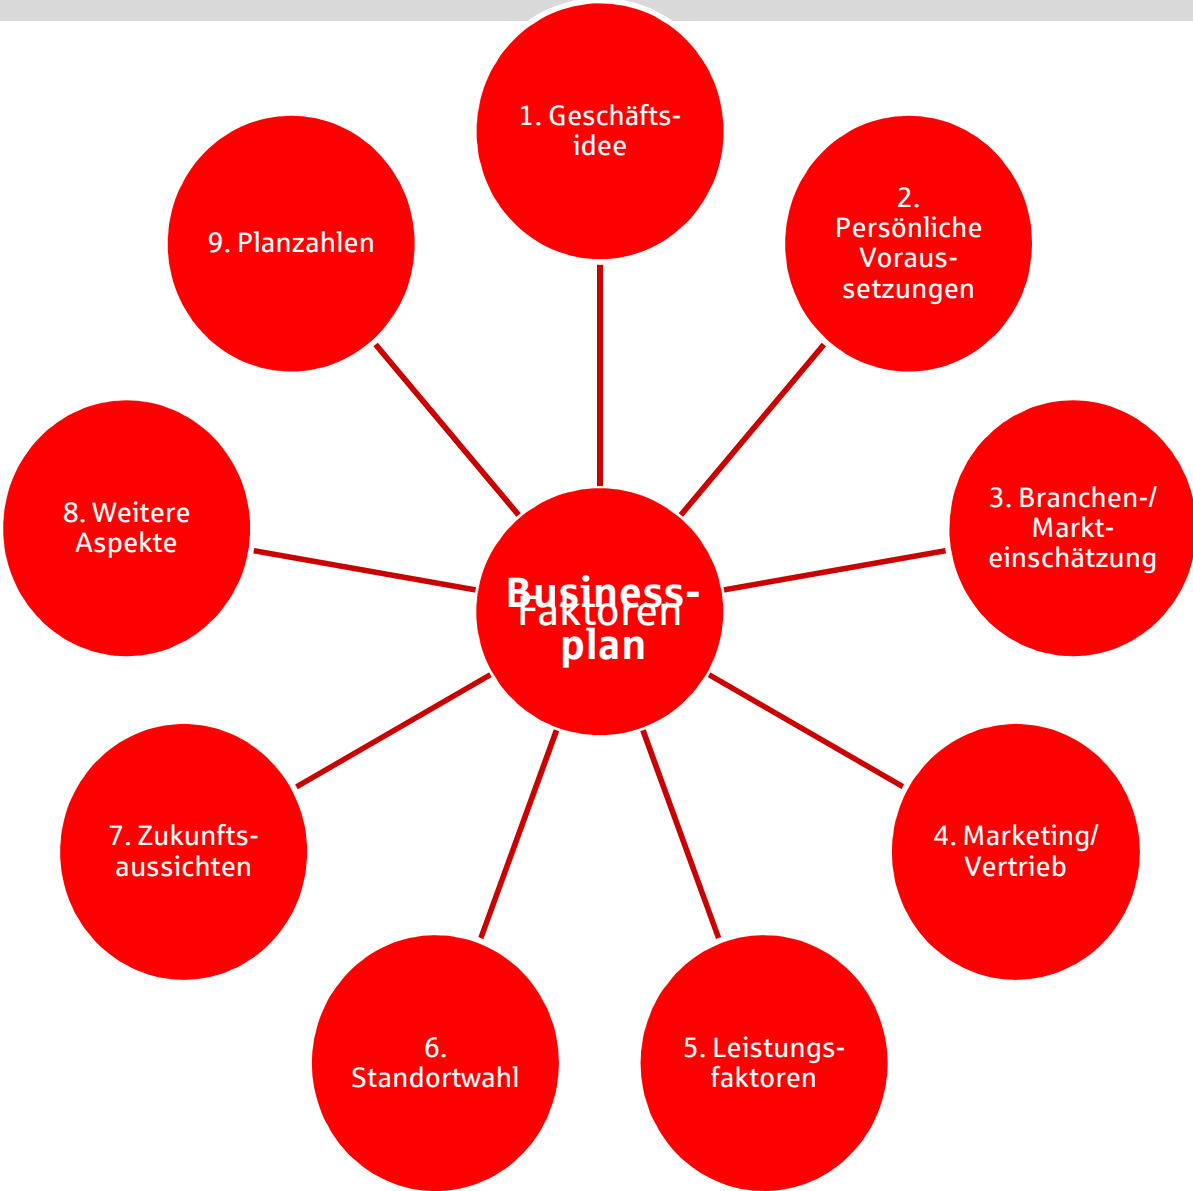 1. Geschäfts-
idee
2.
Persönliche
Voraus-
setzungen
3. Branchen-/
Markt-
einschätzung
4. Marketing/
Vertrieb
5. Leistungs-
faktoren
6.
Standortwahl
7. Zukunfts-
aussichten
8. Weitere
Aspekte
9. Planzahlen
Business-
Faktoren
plan